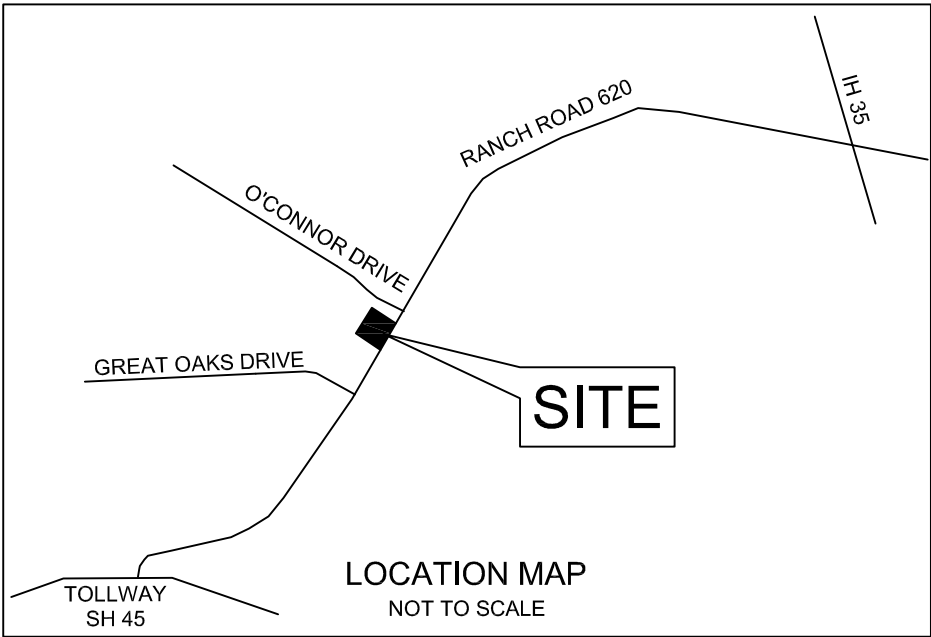 IH 35
RANCH ROAD 620
O'CONNOR DRIVE
GREAT OAKS DRIVE
SITE
LOCATION MAP
NOT TO SCALE
TOLLWAY
SH 45